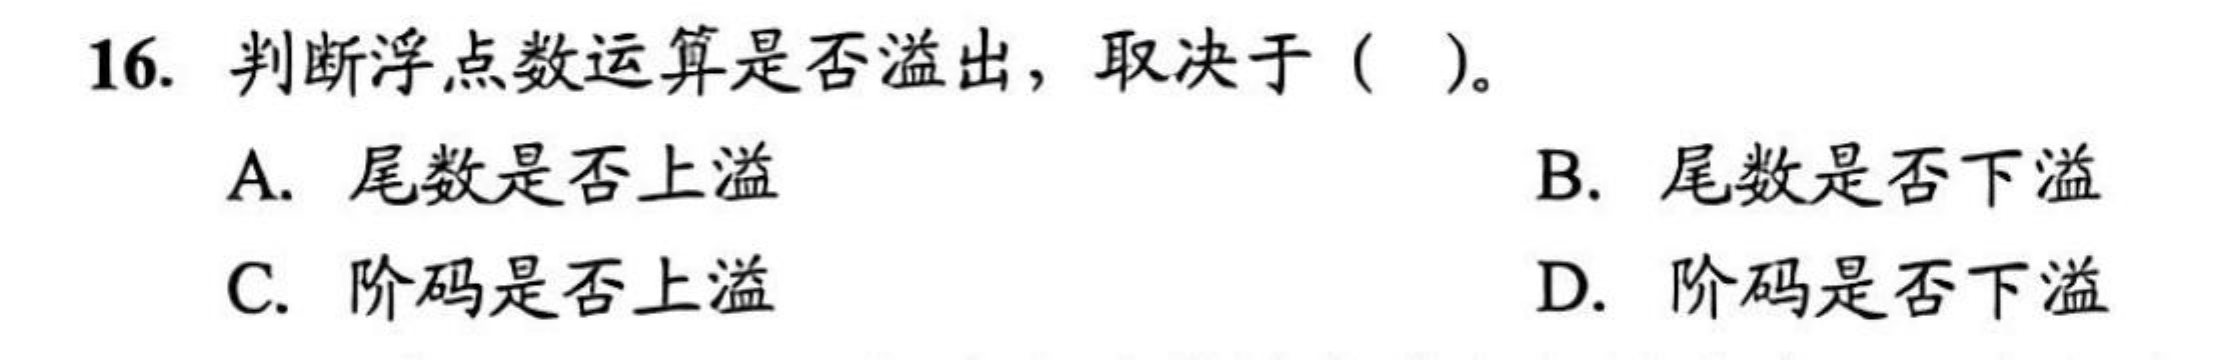 16. 判断浮点数运算是否溢出，取决于（ ）。
A. 尾数是否上溢 B. 尾数是否下溢
C. 阶码是否上溢 D. 阶码是否下溢